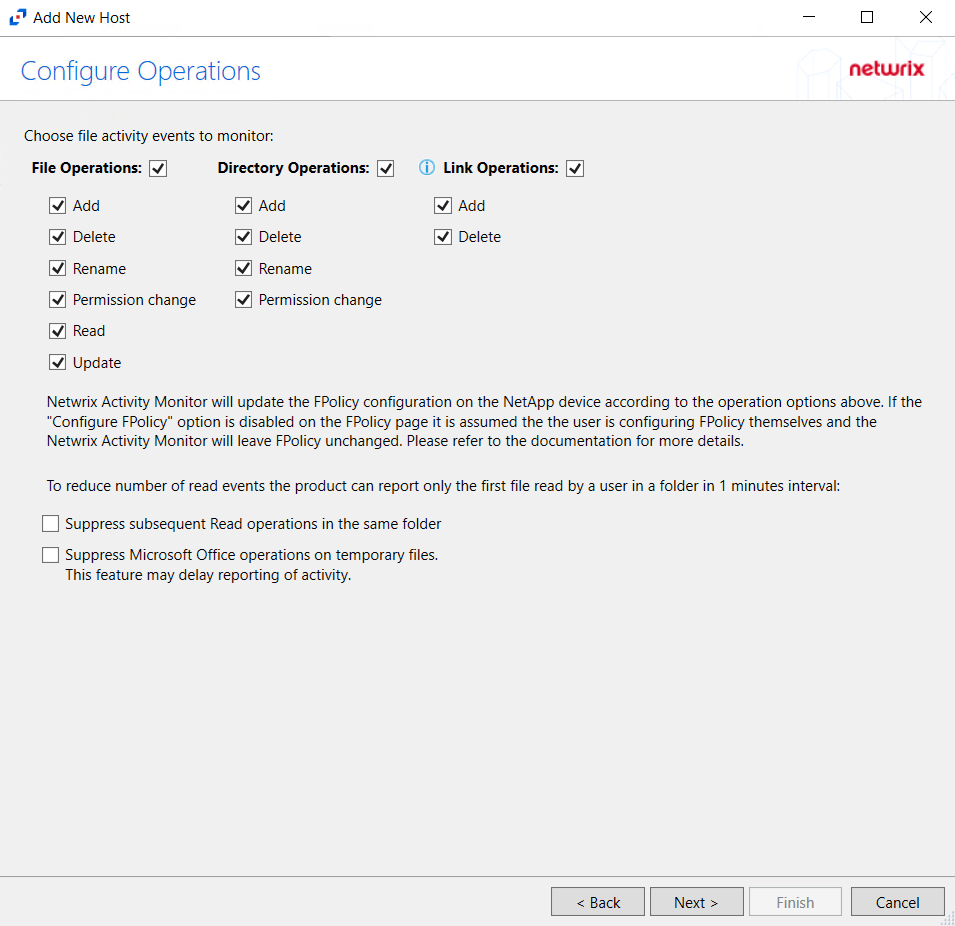 Add New Host
Configure Operations
netwrix
Choose file activity events to monitor:
File Operations: Directory Operations: Link Operations:
Add Add Add
Delete Delete Delete
Rename Rename
Permission change Permission change
Read
Update
Netwrix Activity Monitor will update the FPolicy configuration on the NetApp device according to the operation options above. If the
"Configure FPolicy" option is disabled on the FPolicy page it is assumed the the user is configuring FPolicy themselves and the
Netwrix Activity Monitor will leave FPolicy unchanged. Please refer to the documentation for more details.
To reduce number of read events the product can report only the first file read by a user in a folder in 1 minutes interval:
Suppress subsequent Read operations in the same folder
Suppress Microsoft Office operations on temporary files.
This feature may delay reporting of activity.
< Back Next > Finish Cancel